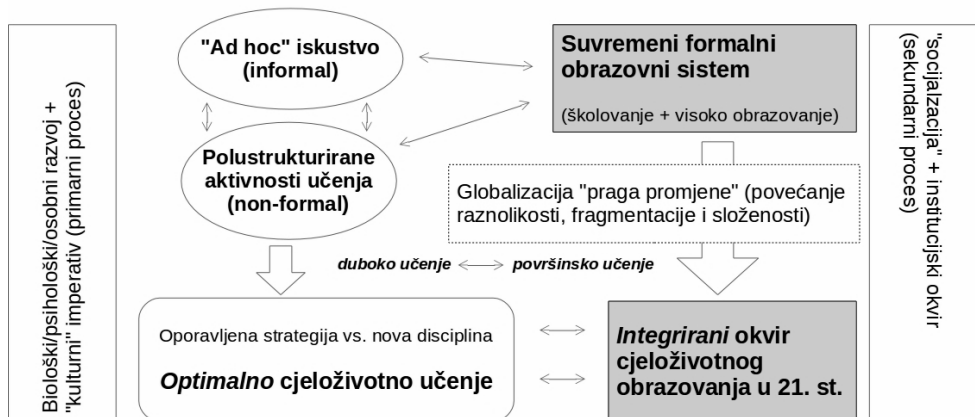 Biološki/psihološki/osobni razvoj +
"kulturni" imperativ (primarni proces)
"Ad hoc" iskustvo
(informal)
Polustrukturirane
aktivnosti učenja
(non-formal)
Suvremeni formalni
obrazovni sistem
(školovanje + visoko obrazovanje)
Globalizacija "praga promjene" (povećanje
raznolikosti, fragmentacije i složenosti)
duboko učenje
površinsko učenje
Oporavljena strategija vs. nova disciplina
Optimalno cjeloživotno učenje
Integrirani okvir
cjeloživotnog
obrazovanja u 21. st.
"socijalzacija" + institucijski okvir
(sekundarni proces)